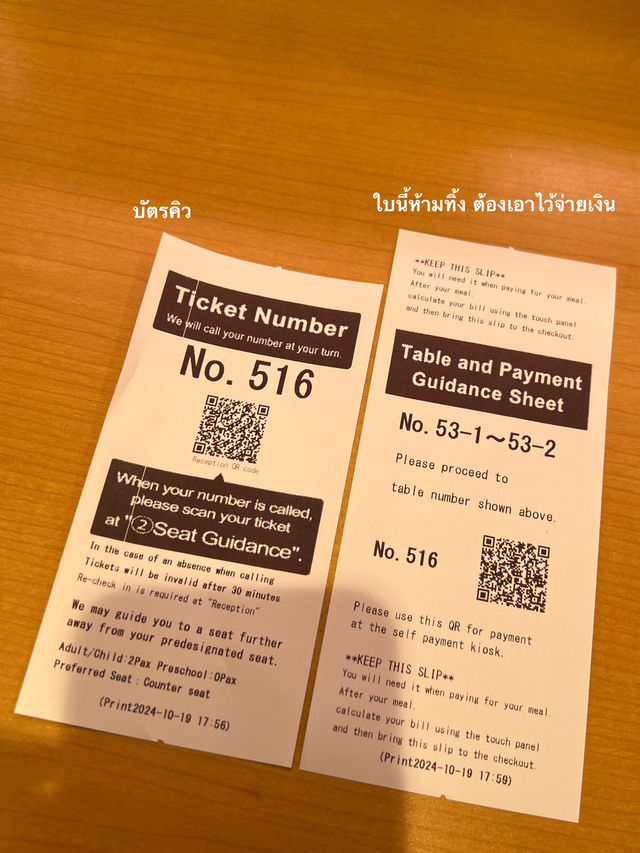 บัตรคิว
Ticket Number
We will call your number at your turn.
No. 516
Reception QR code
When your number is called,
please scan your ticket
at "②Seat Guidance".
In the case of an absence when calling
Tickets will be invalid after 30 minutes
Re-check in is required at "Reception"
We may guide you to a seat further
away from your predesignated seat.
Adult/Child:2Pax Preschool:0Pax
Preferred Seat : Counter seat
(Print2024-10-19 17:56)
ใบนี้ห้ามทิ้ง ต้องเอาไว้จ่ายเงิน
**KEEP THIS SLIP**
You will need it when paying for your meal.
After your meal.
calculate your bill using the touch panel
and then bring this slip to the checkout.
Table and Payment
Guidance Sheet
No. 53-1～53-2
Please proceed to
table number shown above.
No. 516
Please use this QR for payment
at the self payment kiosk.
**KEEP THIS SLIP**
You will need it when paying for your meal.
After your meal.
calculate your bill using the touch panel
and then bring this slip to the checkout.
(Print2024-10-19 17:59)